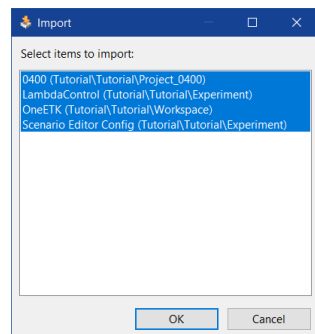 Import
Select items to import:
0400 (Tutorial\Tutorial\Project_0400)
LambdaControl (Tutorial\Tutorial\Experiment)
OneETK (Tutorial\Tutorial\Workspace)
Scenario Editor Config (Tutorial\Tutorial\Experiment)
OK
Cancel